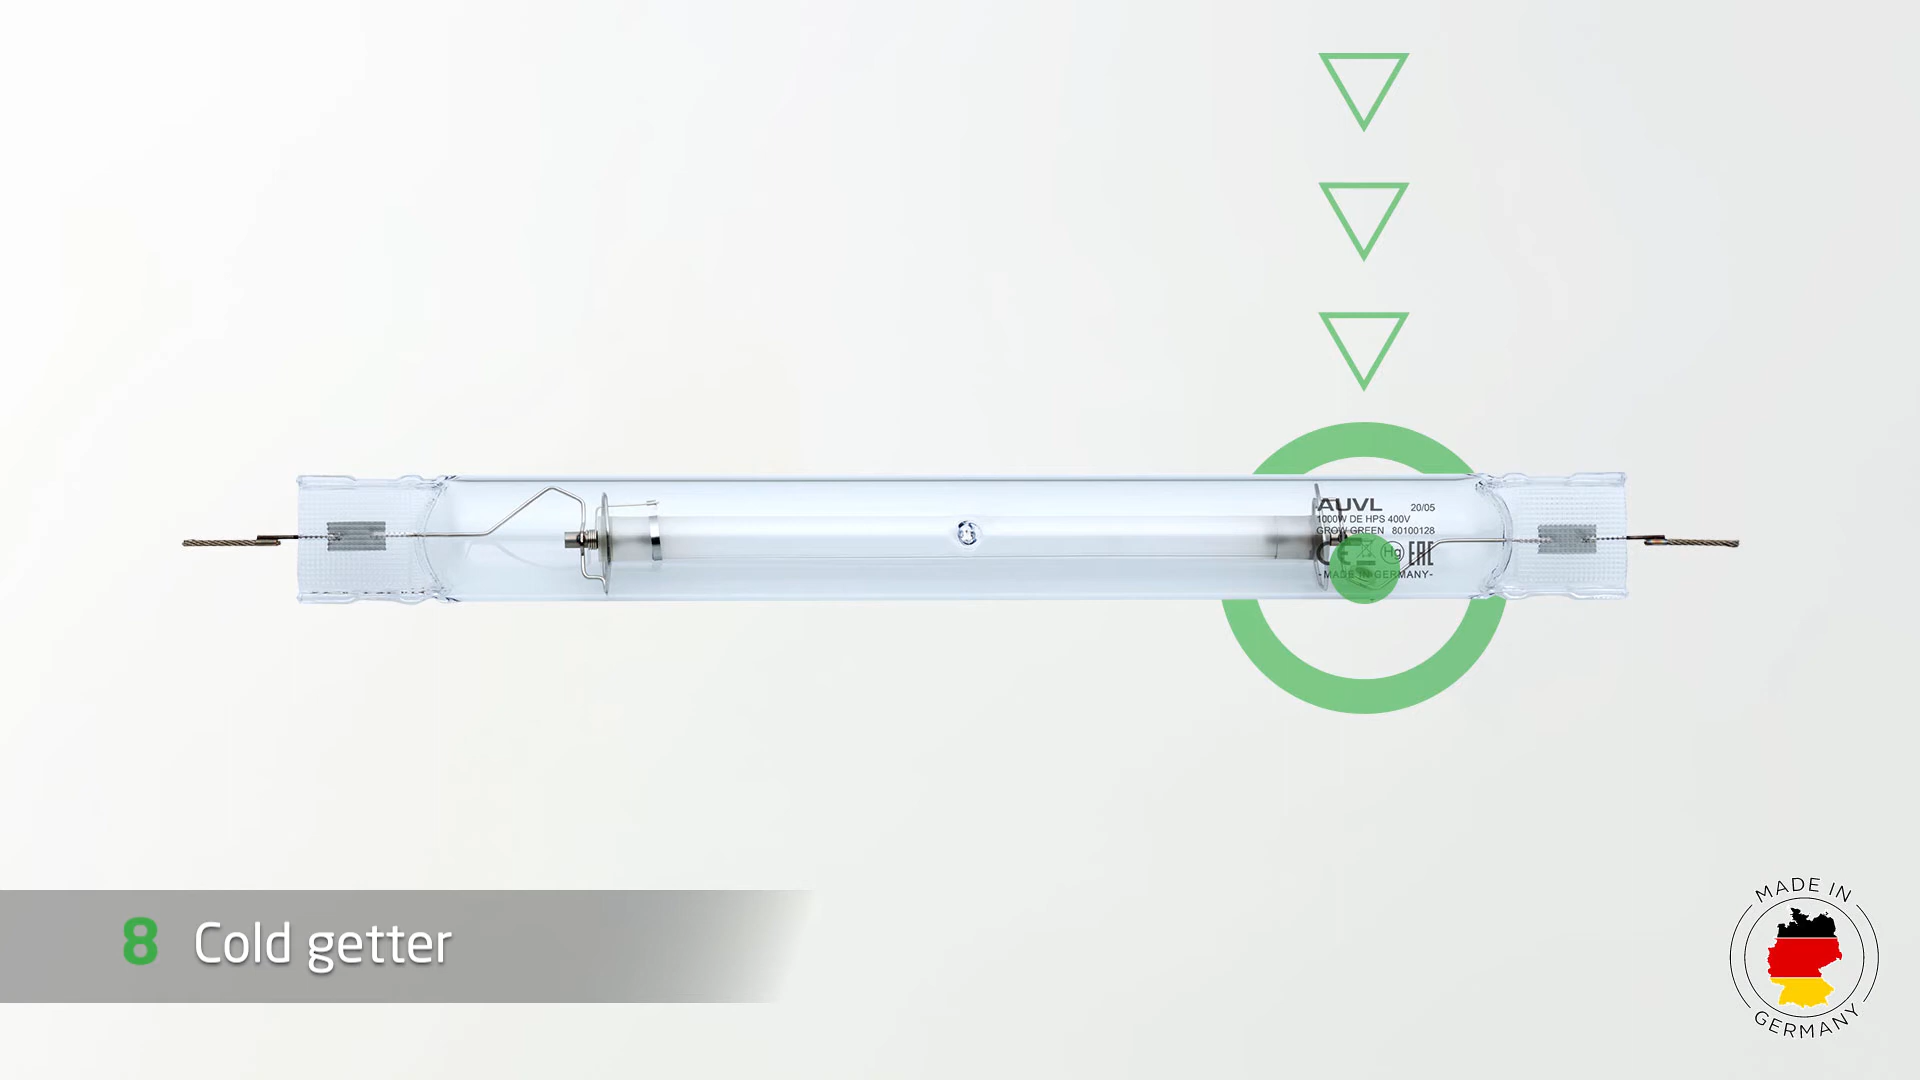 AUVL 20/05
1000W DE HPS 400V
GROW GREEN 80100128
CE Hg EAC
-MADE IN GERMANY-
8 Cold getter
MADE IN
GERMANY